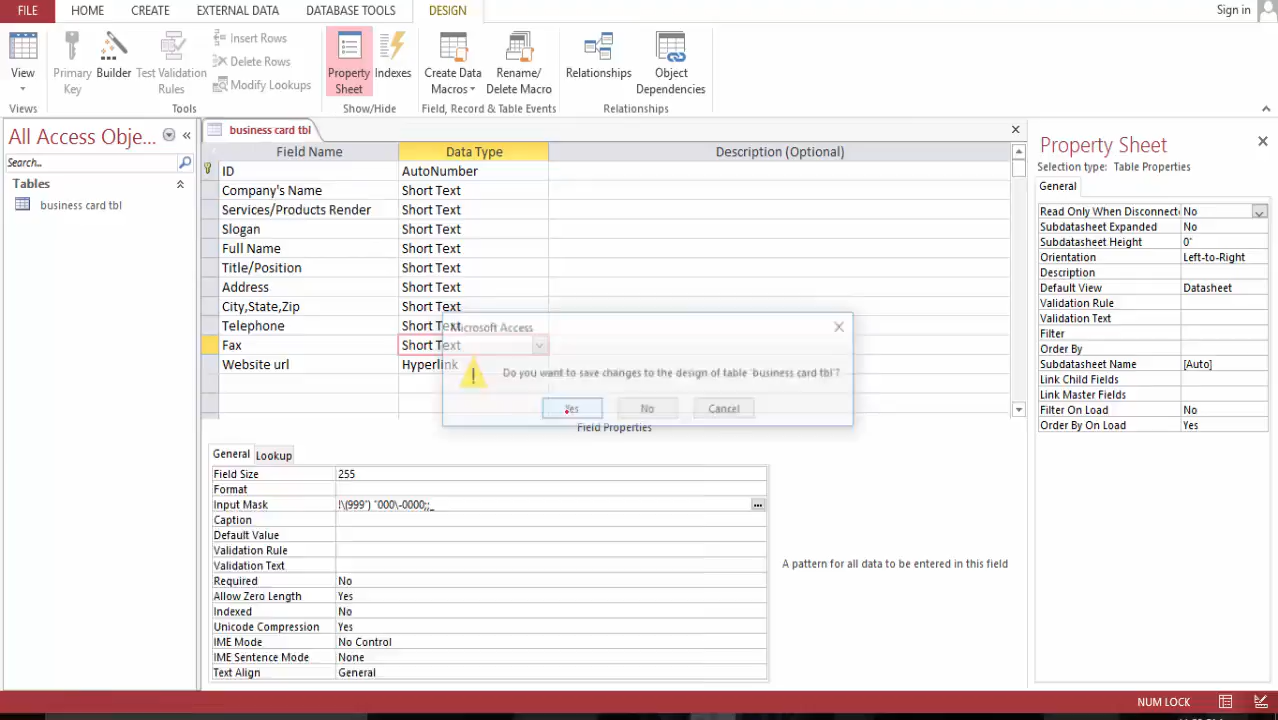 FILE HOME CREATE EXTERNAL DATA DATABASE TOOLS DESIGN Sign in
View Primary Key Builder Test Validation Rules Insert Rows Delete Rows Modify Lookups Property Sheet Indexes Create Data Macros Rename/ Delete Macro Relationships Object Dependencies
Views Tools Show/Hide Field, Record & Table Events Relationships
All Access Obje...
Search...
Tables
business card tbl
business card tbl
Field Name Data Type Description (Optional)
ID AutoNumber
Company's Name Short Text
Services/Products Render Short Text
Slogan Short Text
Full Name Short Text
Title/Position Short Text
Address Short Text
City,State,Zip Short Text
Telephone Short Text
Fax Short Text
Website url Hyperlink
Microsoft Access
Do you want to save changes to the design of table 'business card tbl'?
Yes No Cancel
Field Properties
General Lookup
Field Size 255
Format
Input Mask !\(999") "000\-0000;;_
Caption
Default Value
Validation Rule
Validation Text
Required No
Allow Zero Length Yes
Indexed No
Unicode Compression Yes
IME Mode No Control
IME Sentence Mode None
Text Align General
A pattern for all data to be entered in this field
Property Sheet
Selection type: Table Properties
General
Read Only When Disconnect No
Subdatasheet Expanded No
Subdatasheet Height 0"
Orientation Left-to-Right
Description
Default View Datasheet
Validation Rule
Validation Text
Filter
Order By
Subdatasheet Name [Auto]
Link Child Fields
Link Master Fields
Filter On Load No
Order By On Load Yes
NUM LOCK